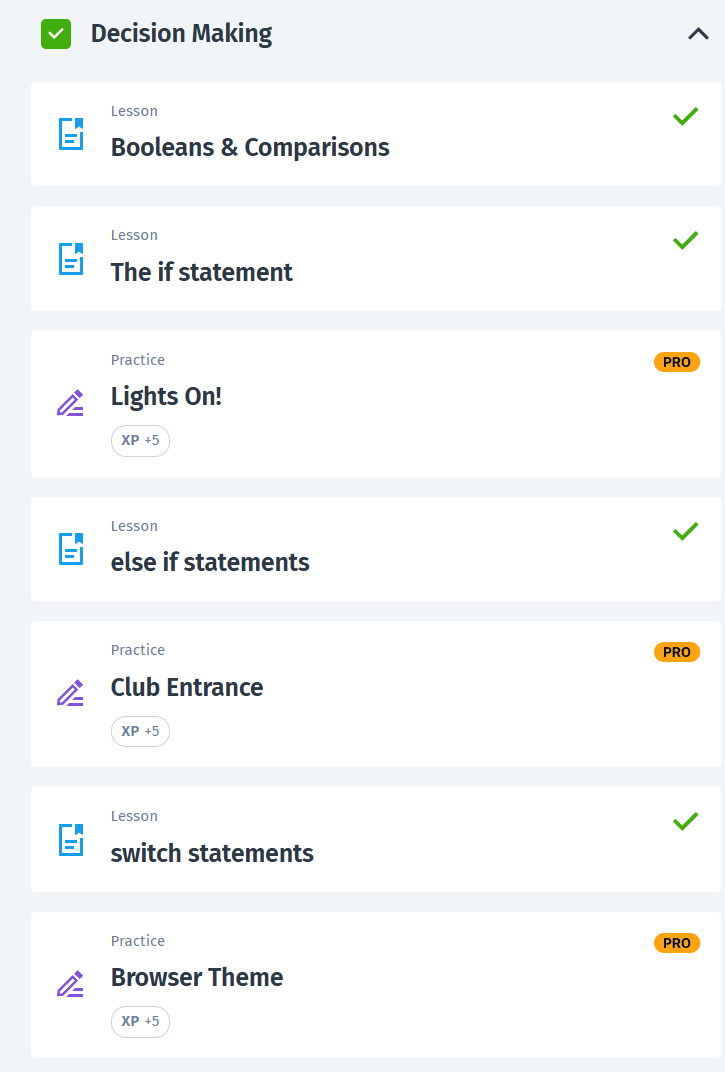 Decision Making
Lesson
Booleans & Comparisons
Lesson
The if statement
Practice
PRO
Lights On!
XP +5
Lesson
else if statements
Practice
PRO
Club Entrance
XP +5
Lesson
switch statements
Practice
PRO
Browser Theme
XP +5